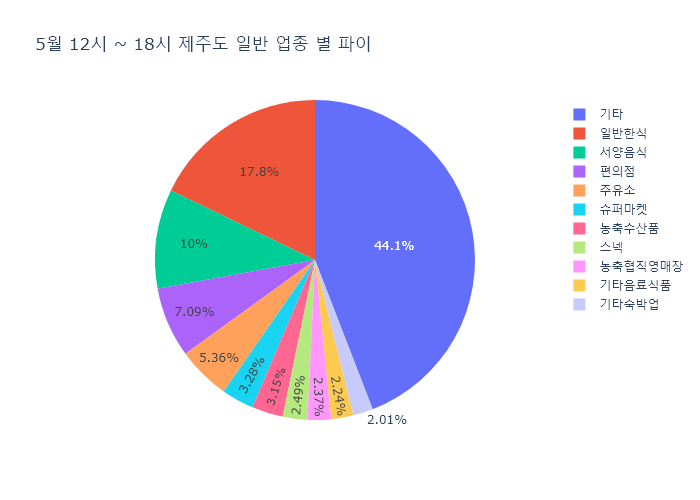 5월 12시 ~ 18시 제주도 일반 업종 별 파이
44.1%
17.8%
10%
7.09%
5.36%
3.28%
3.15%
2.49%
2.37%
2.24%
2.01%
기타
일반한식
서양음식
편의점
주유소
슈퍼마켓
농축수산품
스넥
농축협직영매장
기타음료식품
기타숙박업